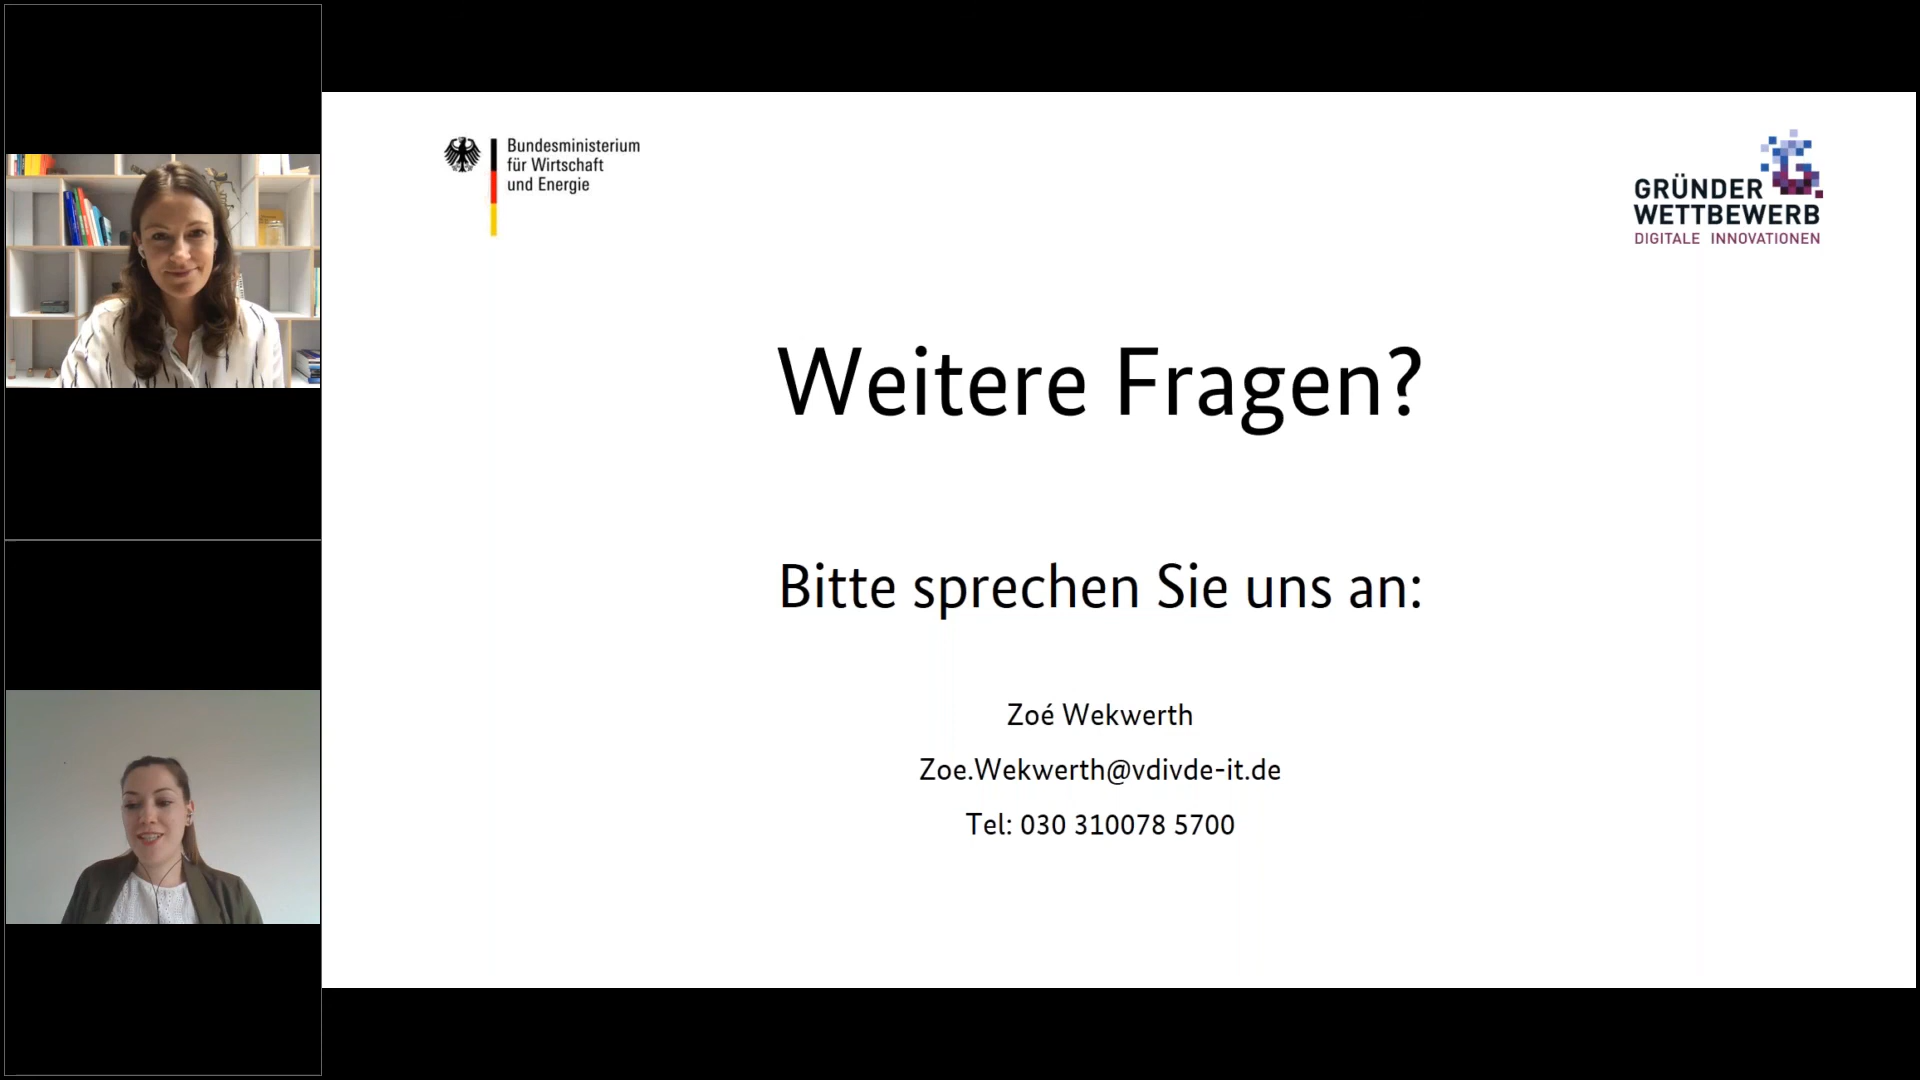 Bundesministerium
für Wirtschaft
und Energie
GRÜNDER
WETTBEWERB
DIGITALE INNOVATIONEN
Weitere Fragen?
Bitte sprechen Sie uns an:
Zoé Wekwerth
Zoe.Wekwerth@vdivde-it.de
Tel: 030 310078 5700